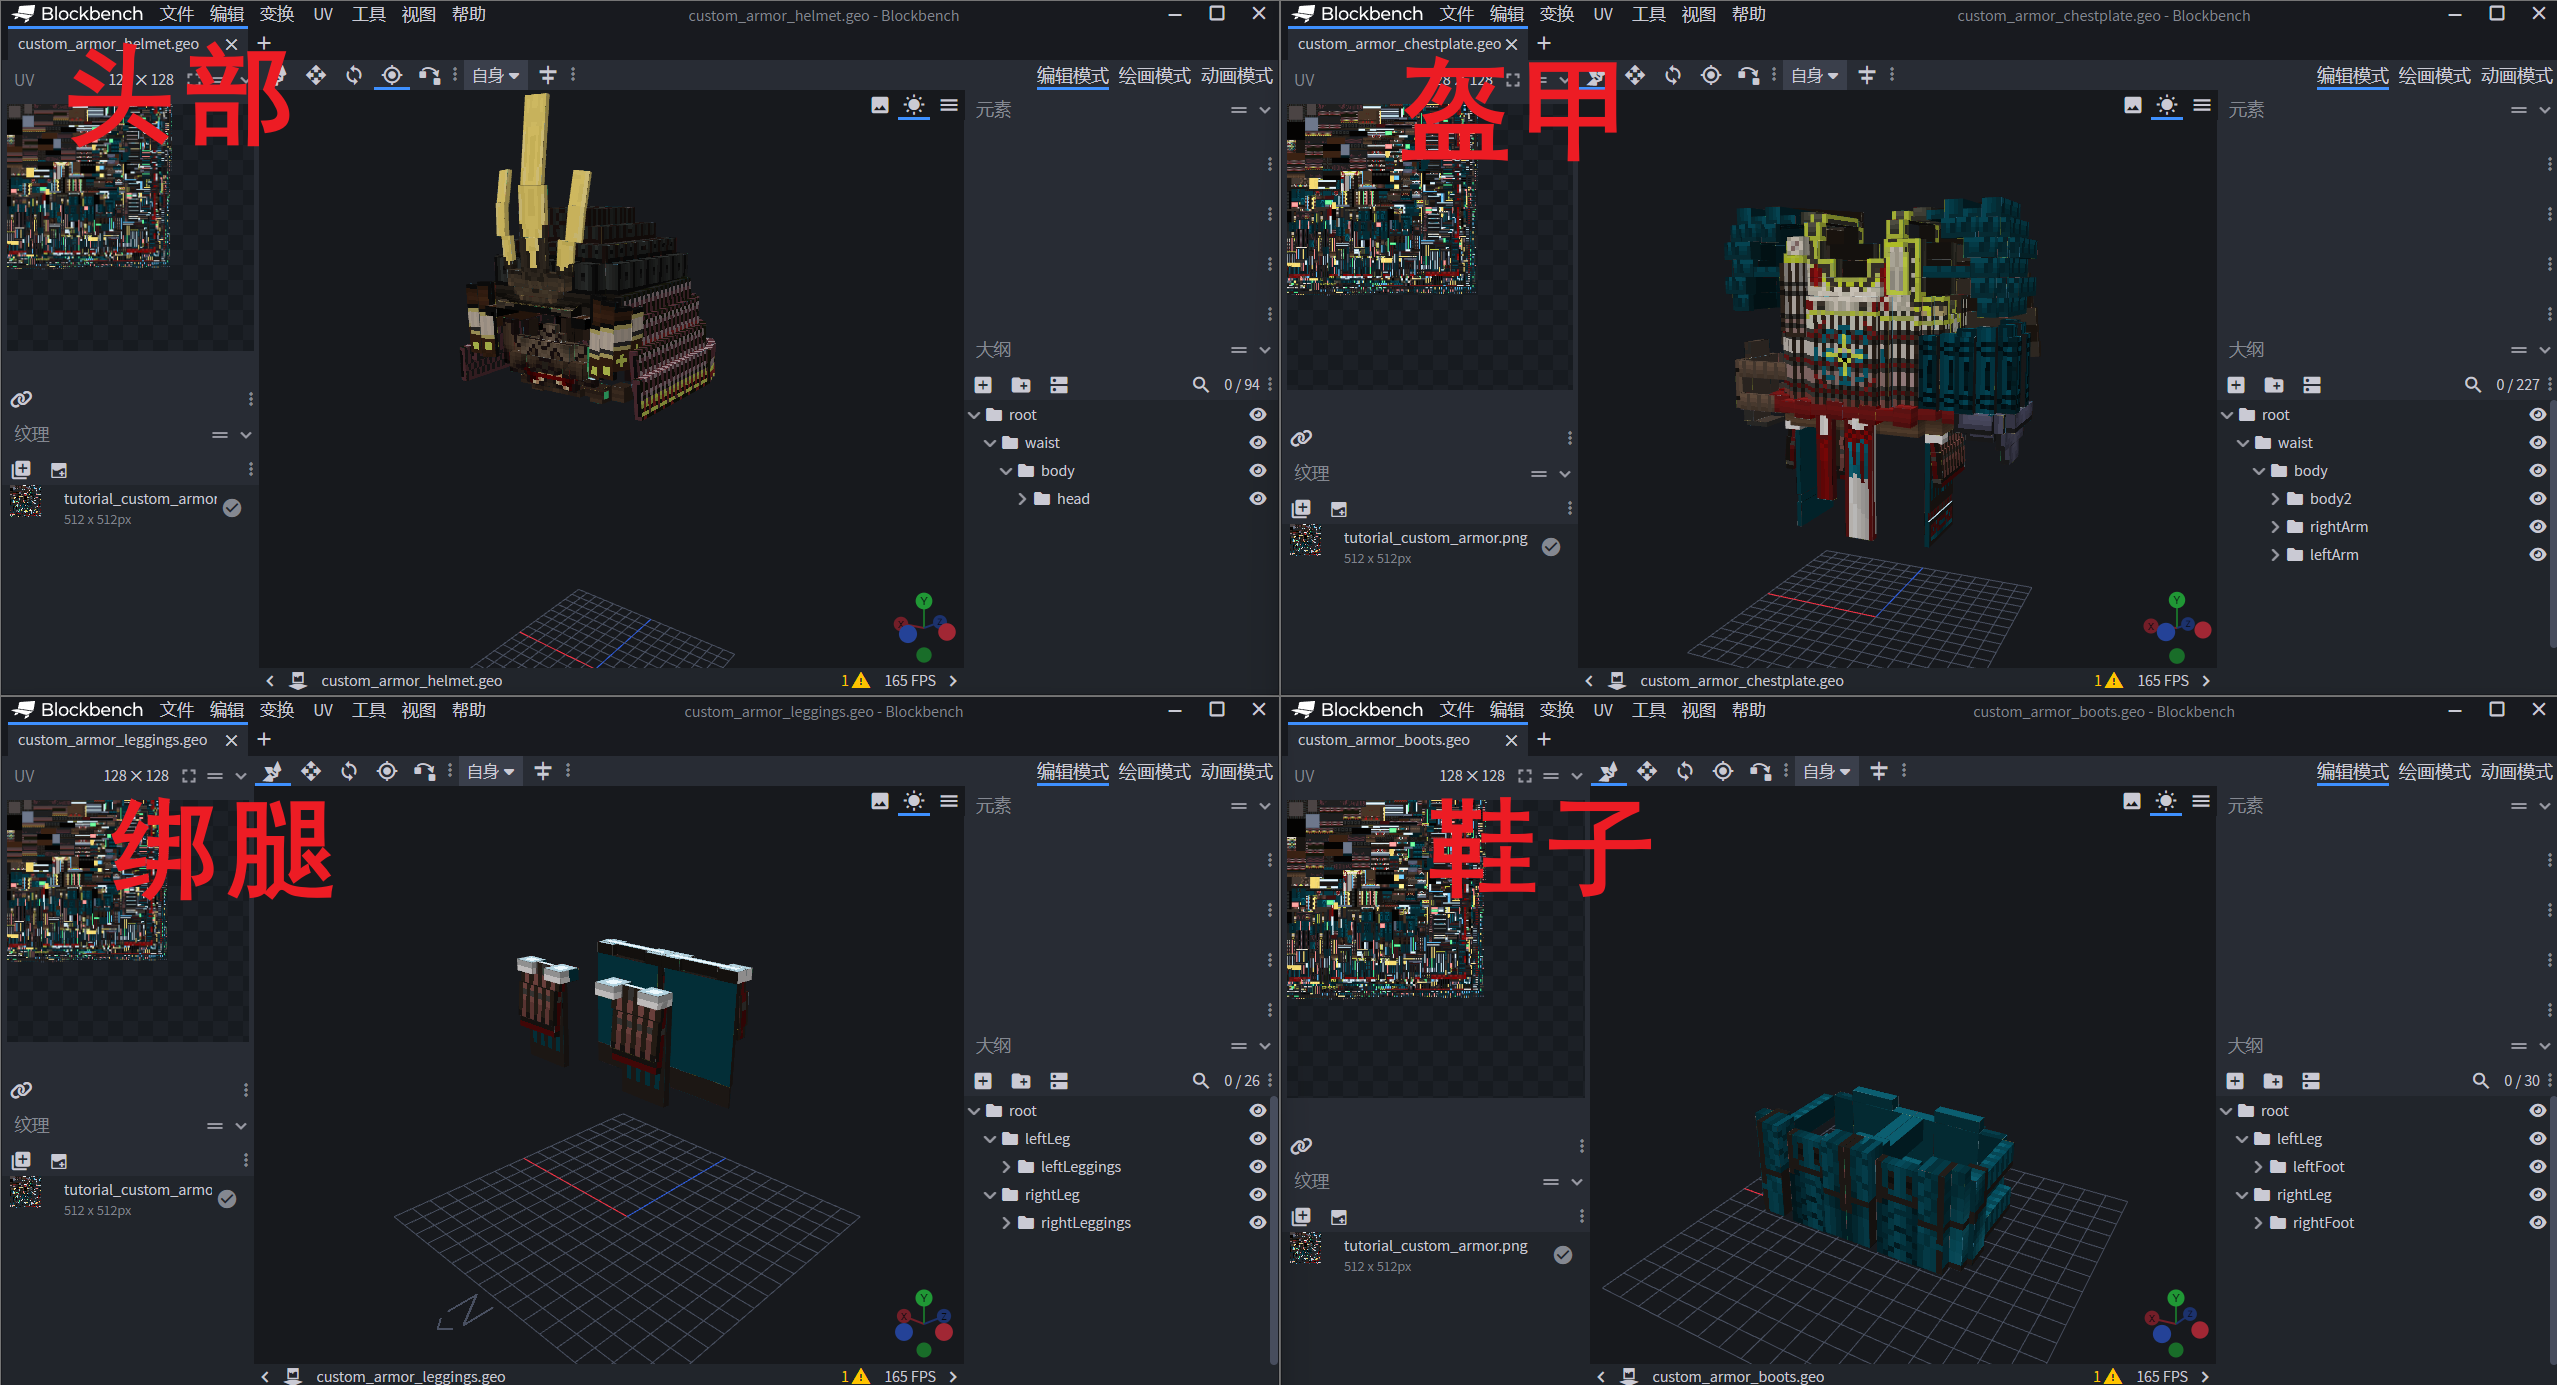 Blockbench 文件 编辑 变换 UV 工具 视图 帮助 custom_armor_helmet.geo - Blockbench
custom_armor_helmet.geo
头部
UV 128×128 自身 编辑模式 绘画模式 动画模式
元素
大纲
0 / 94
root
waist
body
head
纹理
tutorial_custom_armor
512 x 512px
custom_armor_helmet.geo 1 165 FPS
Blockbench 文件 编辑 变换 UV 工具 视图 帮助 custom_armor_chestplate.geo - Blockbench
custom_armor_chestplate.geo
盔甲
UV 自身 编辑模式 绘画模式 动画模式
元素
大纲
0 / 227
root
waist
body
body2
rightArm
leftArm
纹理
tutorial_custom_armor.png
512 x 512px
custom_armor_chestplate.geo 1 165 FPS
Blockbench 文件 编辑 变换 UV 工具 视图 帮助 custom_armor_leggings.geo - Blockbench
custom_armor_leggings.geo
UV 128×128 自身 编辑模式 绘画模式 动画模式
绑腿
元素
大纲
0 / 26
root
leftLeg
leftLeggings
rightLeg
rightLeggings
纹理
tutorial_custom_armo
512 x 512px
custom_armor_leggings.geo 1 165 FPS
Blockbench 文件 编辑 变换 UV 工具 视图 帮助 custom_armor_boots.geo - Blockbench
custom_armor_boots.geo
UV 128×128 自身 编辑模式 绘画模式 动画模式
鞋子
元素
大纲
0 / 30
root
leftLeg
leftFoot
rightLeg
rightFoot
纹理
tutorial_custom_armor.png
512 x 512px
custom_armor_boots.geo 1 165 FPS